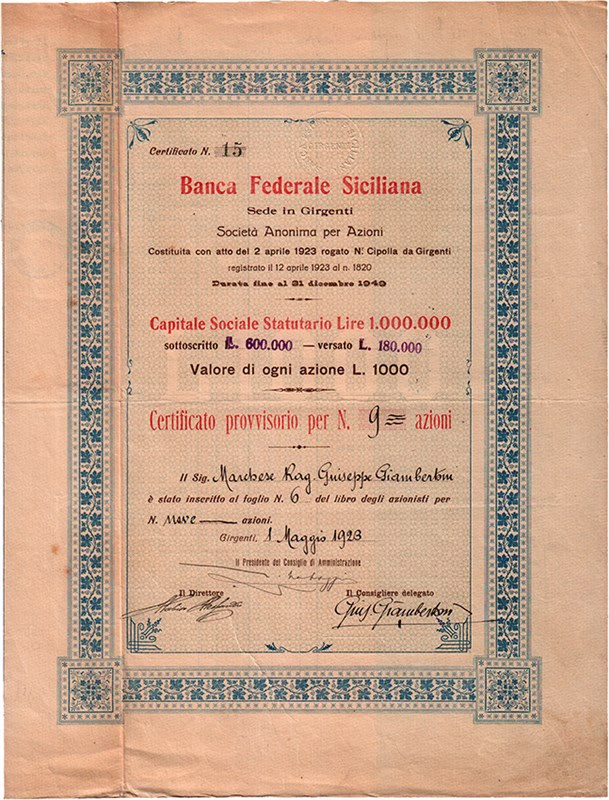 Certificato N. 15
Banca Federale Siciliana
Sede in Girgenti
Società Anonima per Azioni
Costituita con atto del 2 aprile 1923 rogato Nr. Cipolla da Girgenti
registrato il 12 aprile 1923 al n. 1820
Durata fino al 31 dicembre 1949
Capitale Sociale Statutario Lire 1.000.000
sottoscritto L. 600.000 — versato L. 180.000
Valore di ogni azione L. 1000
Certificato provvisorio per N. 9 azioni
Il Sig. Marchese Rag. Giuseppe Giambertoni
è stato inscritto al foglio N. 6 del libro degli azionisti per
N. nove azioni.
Girgenti, 1 Maggio 1923
Il Presidente del Consiglio di Amministrazione
Il Direttore
Il Consigliere delegato
Gius. Giambertoni